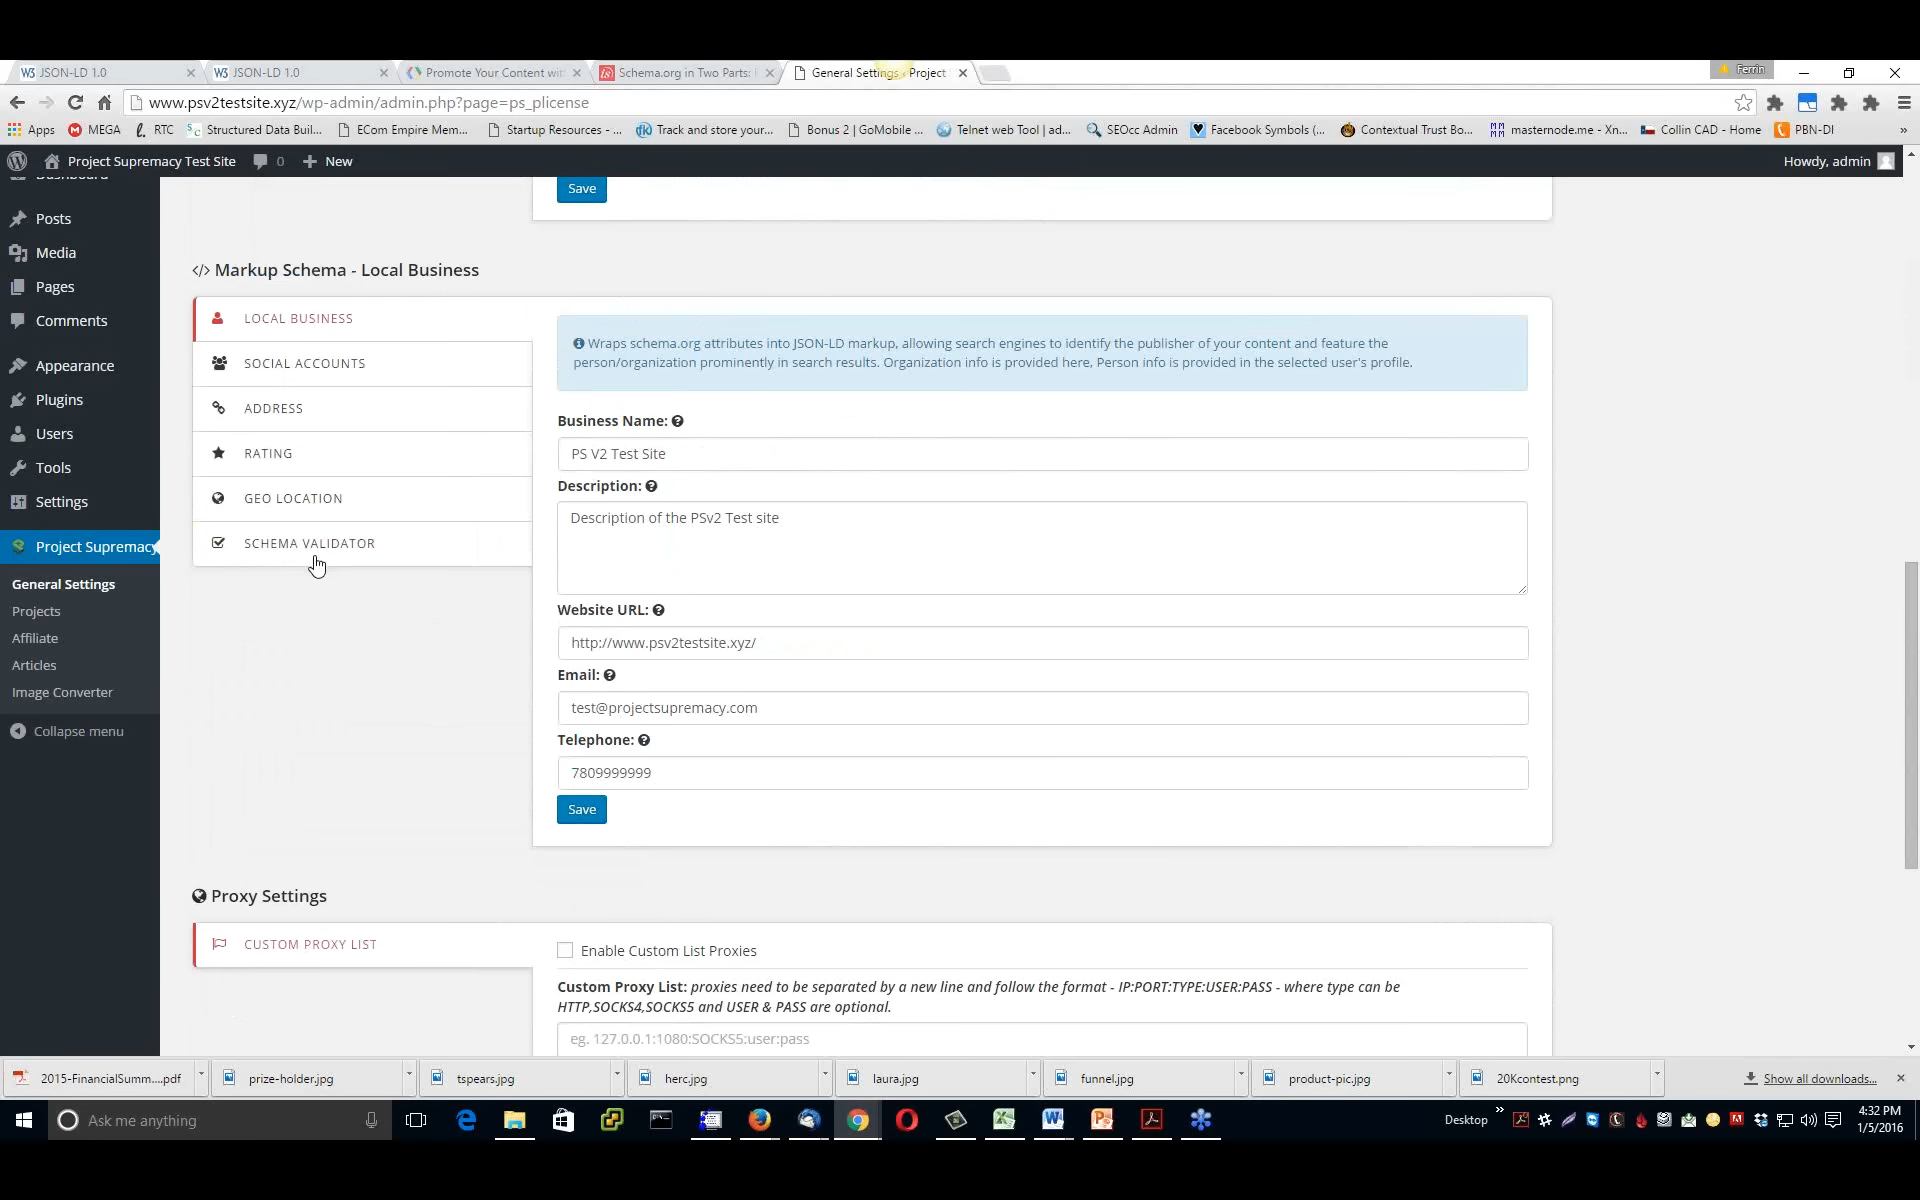 JSON-LD 1.0
JSON-LD 1.0
Promote Your Content wit
Schema.org in Two Parts:
General Settings ‹ Project
Ferrin
www.psv2testsite.xyz/wp-admin/admin.php?page=ps_plicense
Apps
MEGA
RTC
Structured Data Buil...
ECom Empire Mem...
Startup Resources - ...
Track and store your...
Bonus 2 | GoMobile ...
Telnet web Tool | ad...
SEOcc Admin
Facebook Symbols (...
Contextual Trust Bo...
masternode.me - Xn...
Collin CAD - Home
PBN-DI
»
Project Supremacy Test Site
0
New
Howdy, admin
Dashboard
Posts
Media
Pages
Comments
Appearance
Plugins
Users
Tools
Settings
Project Supremacy
General Settings
Projects
Affiliate
Articles
Image Converter
Collapse menu
Save
</> Markup Schema - Local Business
LOCAL BUSINESS
SOCIAL ACCOUNTS
ADDRESS
RATING
GEO LOCATION
SCHEMA VALIDATOR
Wraps schema.org attributes into JSON-LD markup, allowing search engines to identify the publisher of your content and feature the
person/organization prominently in search results. Organization info is provided here, Person info is provided in the selected user's profile.
Business Name:
PS V2 Test Site
Description:
Description of the PSv2 Test site
Website URL:
http://www.psv2testsite.xyz/
Email:
test@projectsupremacy.com
Telephone:
7809999999
Save
Proxy Settings
CUSTOM PROXY LIST
Enable Custom List Proxies
Custom Proxy List: proxies need to be separated by a new line and follow the format - IP:PORT:TYPE:USER:PASS - where type can be
HTTP,SOCKS4,SOCKS5 and USER & PASS are optional.
eg. 127.0.0.1:1080:SOCKS5:user:pass
2015-FinancialSumm....pdf
prize-holder.jpg
tspears.jpg
herc.jpg
laura.jpg
funnel.jpg
product-pic.jpg
20Kcontest.png
Show all downloads...
Ask me anything
Desktop
»
4:32 PM
1/5/2016